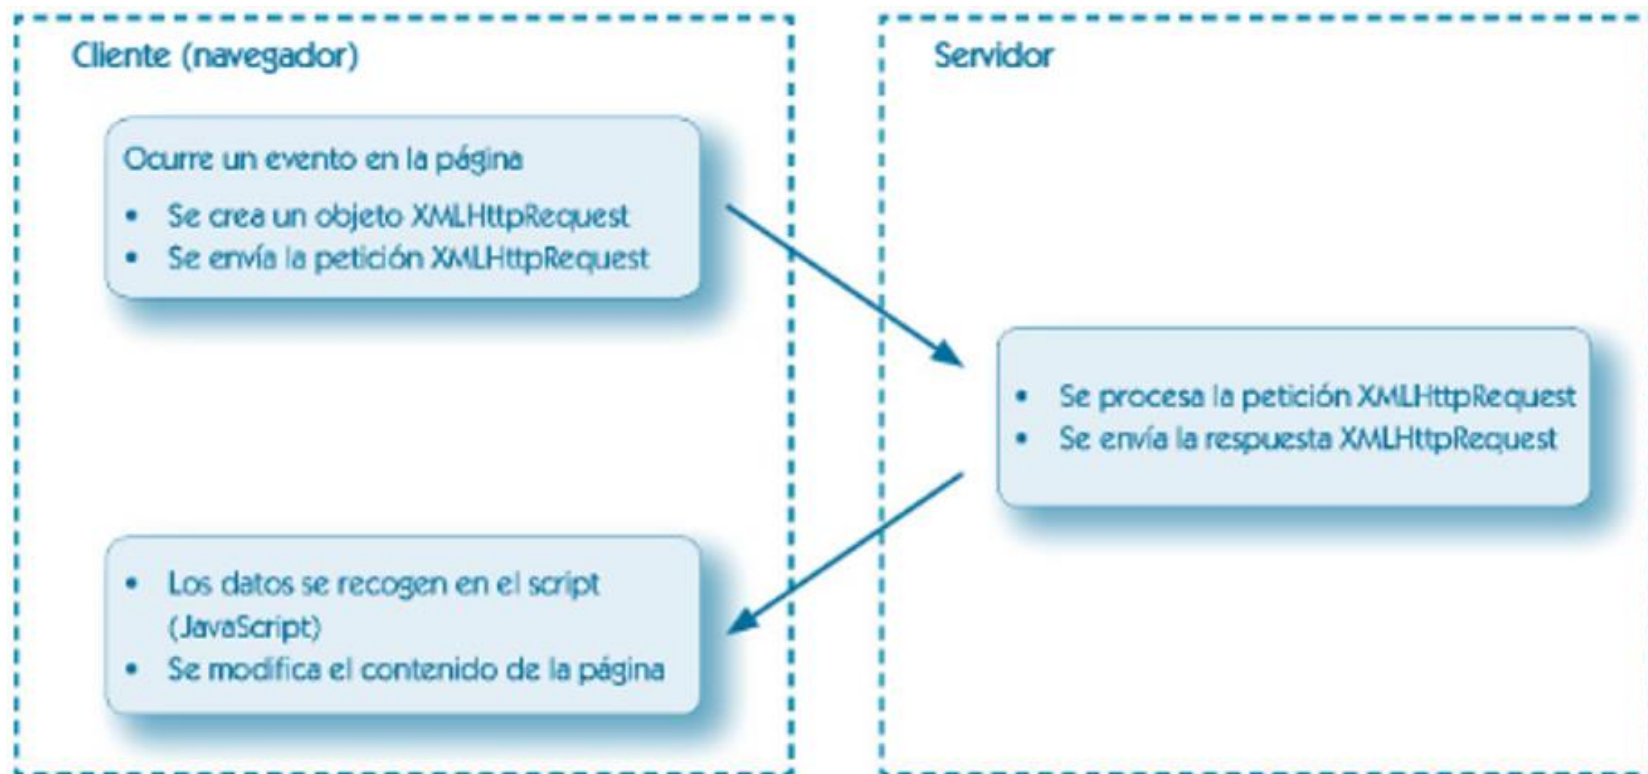 Cliente (navegador)
Ocurre un evento en la página
• Se crea un objeto XMLHttpRequest
• Se envía la petición XMLHttpRequest
Servidor
• Se procesa la petición XMLHttpRequest
• Se envía la respuesta XMLHttpRequest
• Los datos se recogen en el script
(JavaScript)
• Se modifica el contenido de la página